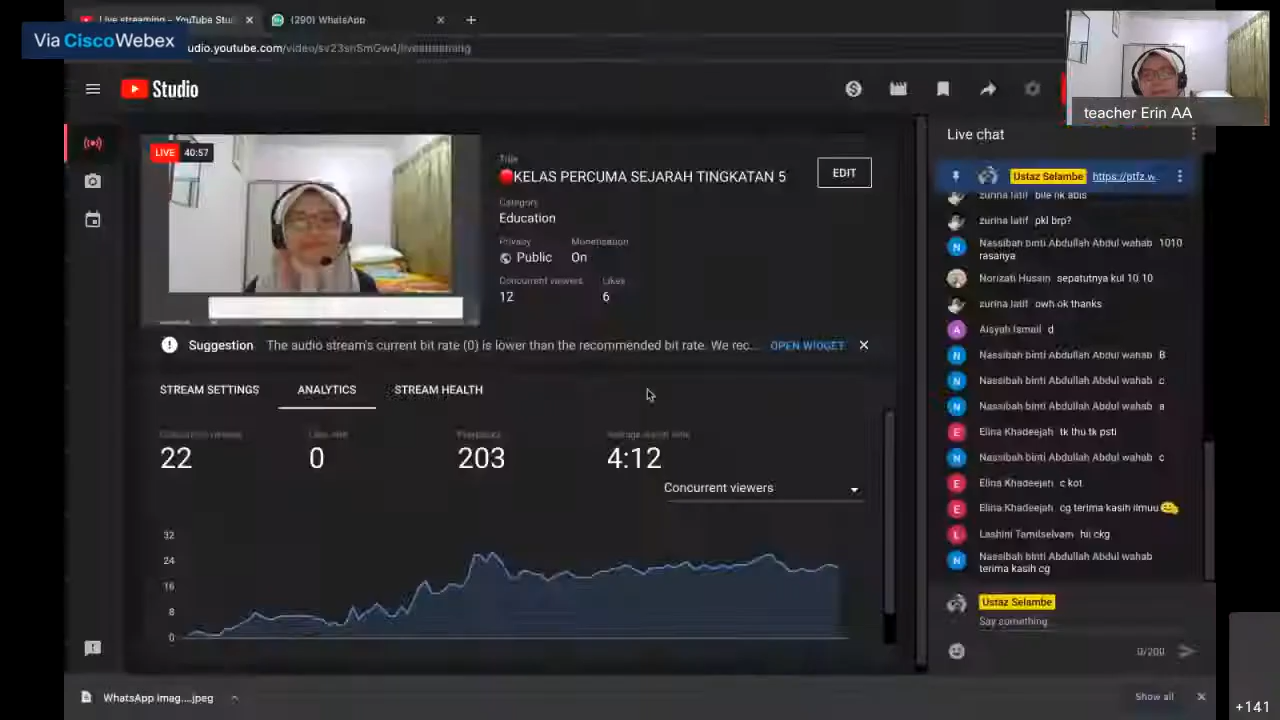 Live streaming - YouTube Stu
(290) WhatsApp
Via CiscoWebex
udio.youtube.com/video/sv23sriSmGw4/livestreaming
Studio
teacher Erin AA
LIVE 40:57
Title
🔴KELAS PERCUMA SEJARAH TINGKATAN 5
EDIT
Category
Education
Privacy
Monetisation
Public
On
Concurrent viewers
Likes
12
6
Suggestion The audio stream's current bit rate (0) is lower than the recommended bit rate. We rec... OPEN WIDGET
STREAM SETTINGS
ANALYTICS
STREAM HEALTH
22
0
203
4:12
Concurrent viewers
32
24
16
8
0
Live chat
Ustaz Selambe https://ptfz.w...
zurina latif bile nk abis
zurina latif pkl brp?
Nassibah binti Abdullah Abdul wahab 1010
rasanya
Norizati Husain sepatutnya kul 10.10
zurina latif owh ok thanks
Aisyah Ismail d
Nassibah binti Abdullah Abdul wahab B
Nassibah binti Abdullah Abdul wahab c
Nassibah binti Abdullah Abdul wahab a
Elina Khadeejah tk thu tk psti
Nassibah binti Abdullah Abdul wahab c
Elina Khadeejah c kot
Elina Khadeejah cg terima kasih ilmuu
Lashini Tamilselvam hii ckg
Nassibah binti Abdullah Abdul wahab
terima kasih cg
Ustaz Selambe
Say something
0/200
WhatsApp Imag....jpeg
Show all
+141